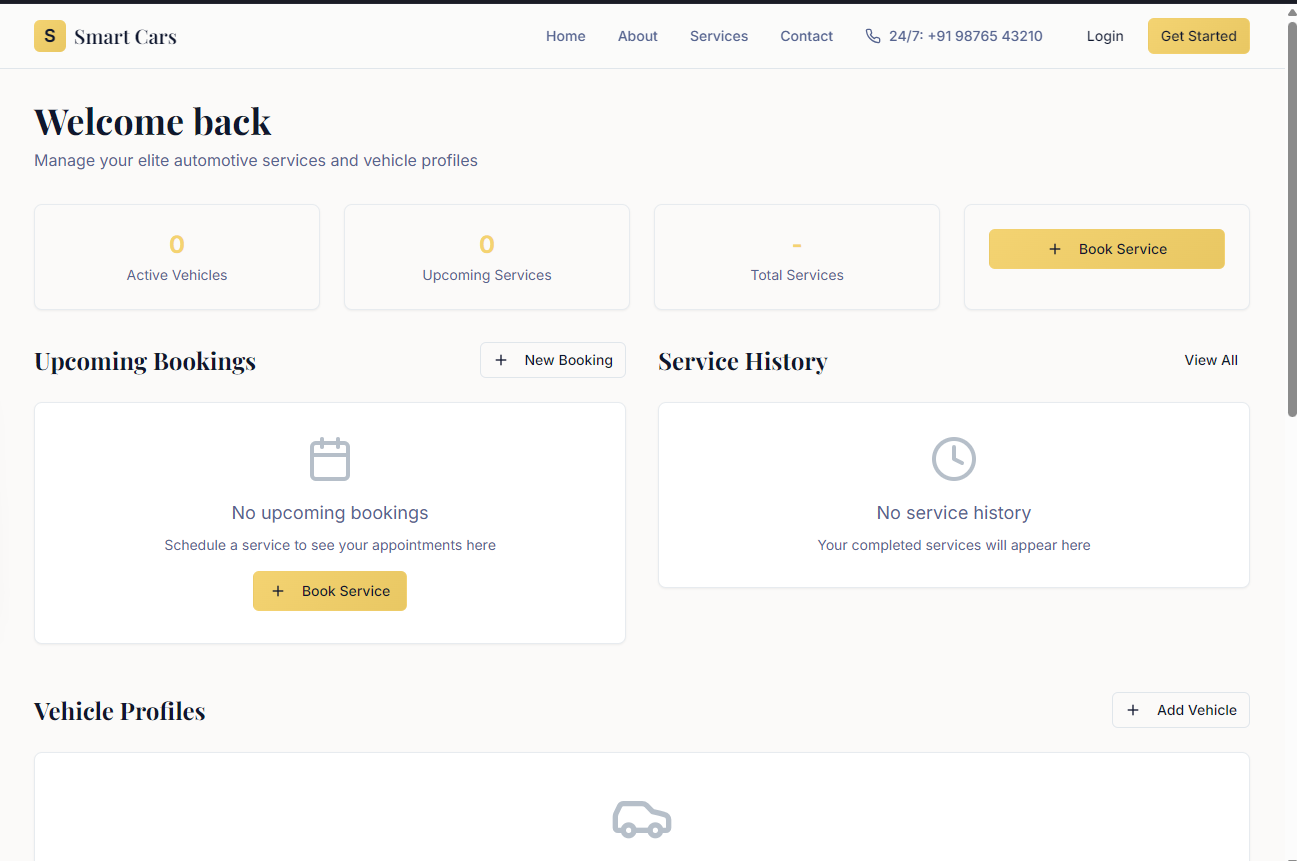 S Smart Cars Home About Services Contact 24/7: +91 98765 43210 Login Get Started
Welcome back
Manage your elite automotive services and vehicle profiles
0
Active Vehicles
0
Upcoming Services
-
Total Services
+ Book Service
Upcoming Bookings
+ New Booking
No upcoming bookings
Schedule a service to see your appointments here
+ Book Service
Service History
View All
No service history
Your completed services will appear here
Vehicle Profiles
+ Add Vehicle